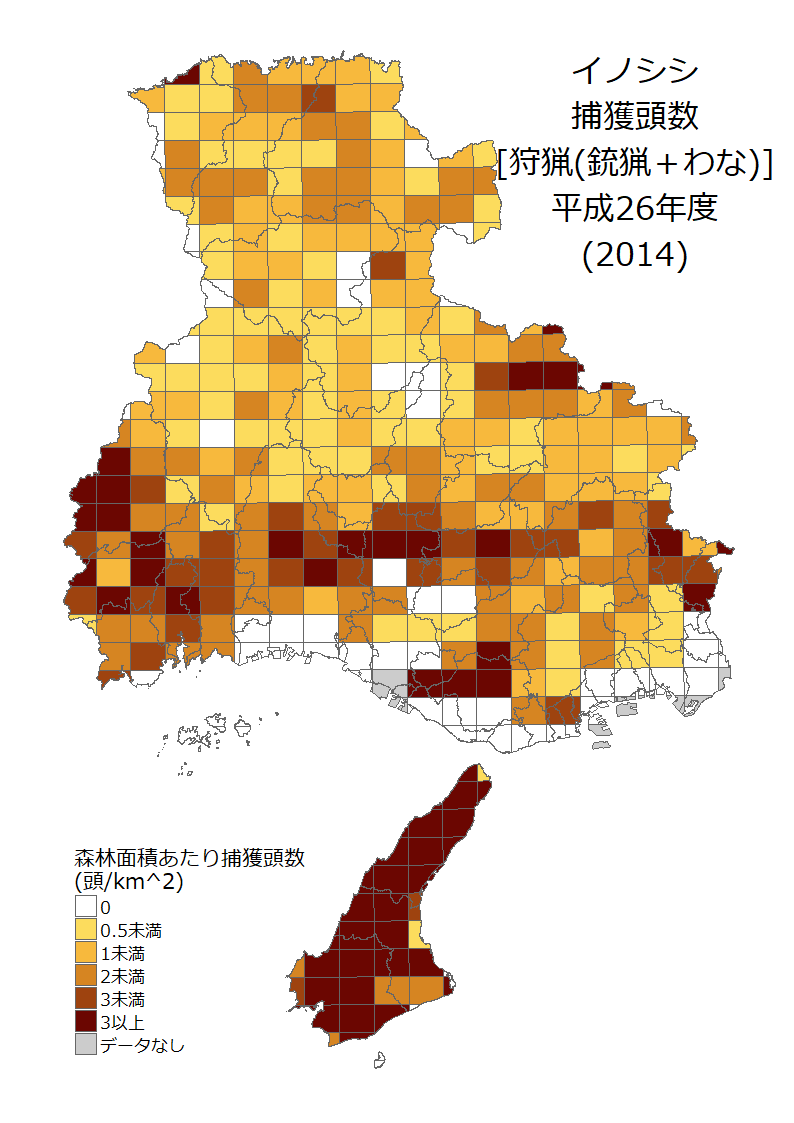 イノシシ
捕獲頭数
[狩猟(銃猟＋わな)]
平成26年度
(2014)
森林面積あたり捕獲頭数
(頭/km^2)
0
0.5未満
1未満
2未満
3未満
3以上
データなし